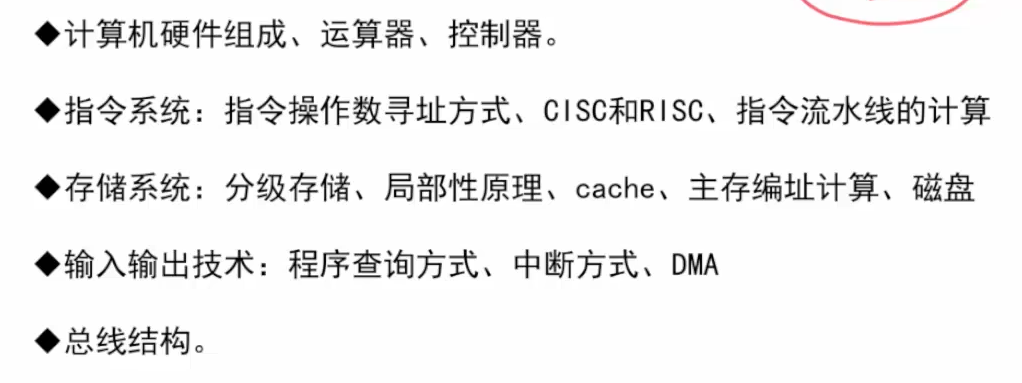 ◆计算机硬件组成、运算器、控制器。
◆指令系统：指令操作数寻址方式、CISC和RISC、指令流水线的计算
◆存储系统：分级存储、局部性原理、cache、主存编址计算、磁盘
◆输入输出技术：程序查询方式、中断方式、DMA
◆总线结构。